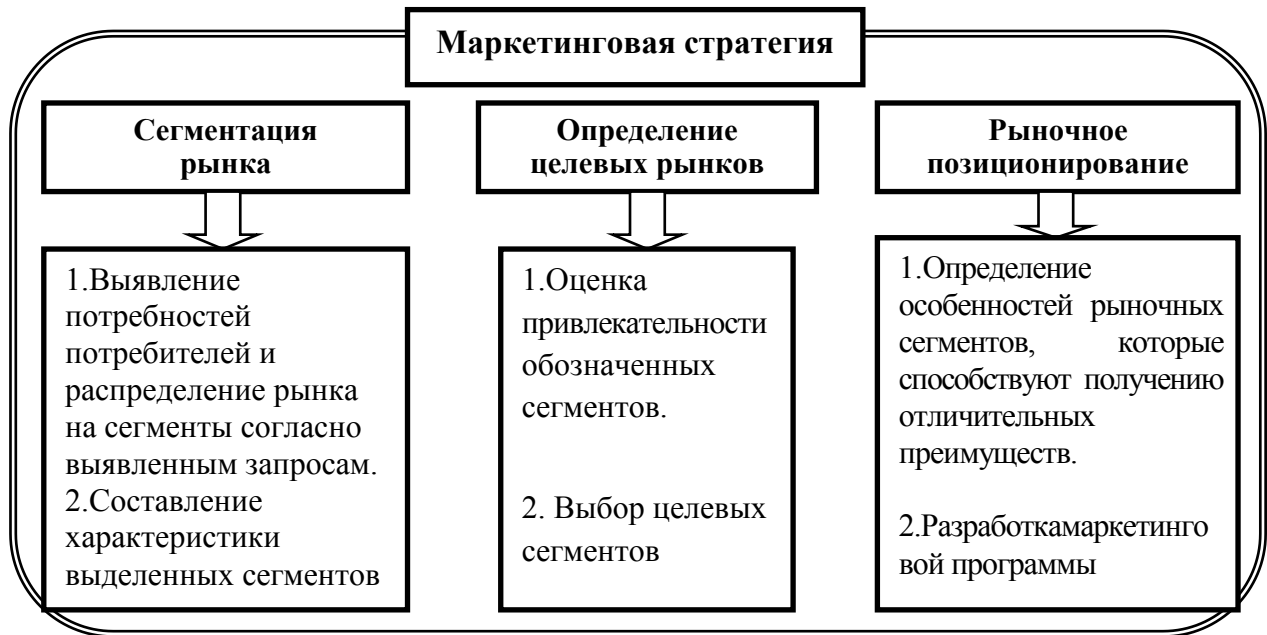 Маркетинговая стратегия
Сегментация
рынка
Определение
целевых рынков
Рыночное
позиционирование
1.Выявление
потребностей
потребителей и
распределение рынка
на сегменты согласно
выявленным запросам.
2.Составление
характеристики
выделенных сегментов
1.Оценка
привлекательности
обозначенных
сегментов.
2. Выбор целевых
сегментов
1.Определение
особенностей рыночных
сегментов, которые
способствуют получению
отличительных
преимуществ.
2.Разработкамаркетинго
вой программы